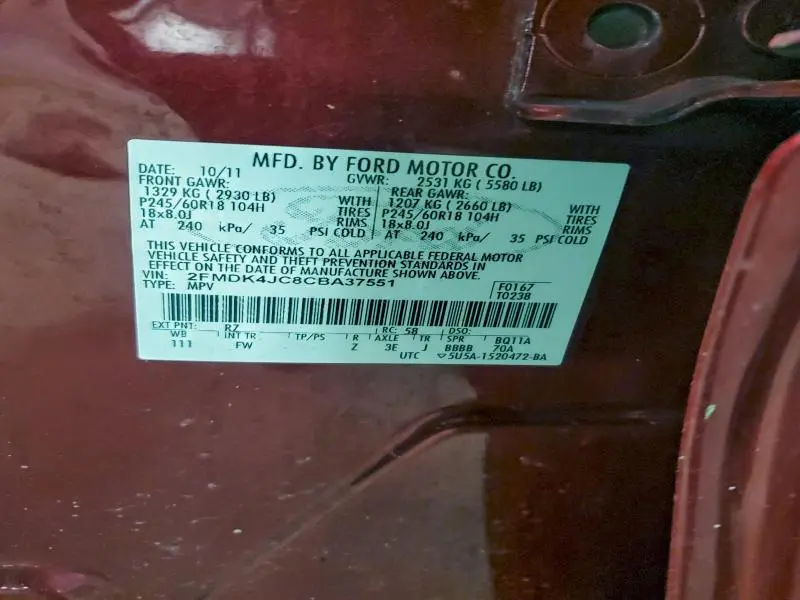 MFD. BY FORD MOTOR CO.
DATE: 10/11 GVWR: 2531 KG ( 5580 LB)
FRONT GAWR: REAR GAWR:
1329 KG ( 2930 LB) WITH 1207 KG ( 2660 LB) WITH
P245/60R18 104H TIRES P245/60R18 104H TIRES
18x8.0J RIMS 18x8.0J RIMS
AT 240 kPa/ 35 PSI COLD AT 240 kPa/ 35 PSI COLD
THIS VEHICLE CONFORMS TO ALL APPLICABLE FEDERAL MOTOR
VEHICLE SAFETY AND THEFT PREVENTION STANDARDS IN
EFFECT ON THE DATE OF MANUFACTURE SHOWN ABOVE.
VIN: 2FMDK4JC8CBA37551 F0167
TYPE: MPV T0238
EXT PNT: RZ RC: 58 DSO:
WB INT TR TP/PS R AXLE TR SPR BQ11A
111 FW Z 3E J BBBB 70A
UTC ▽5U5A-1520472-BA